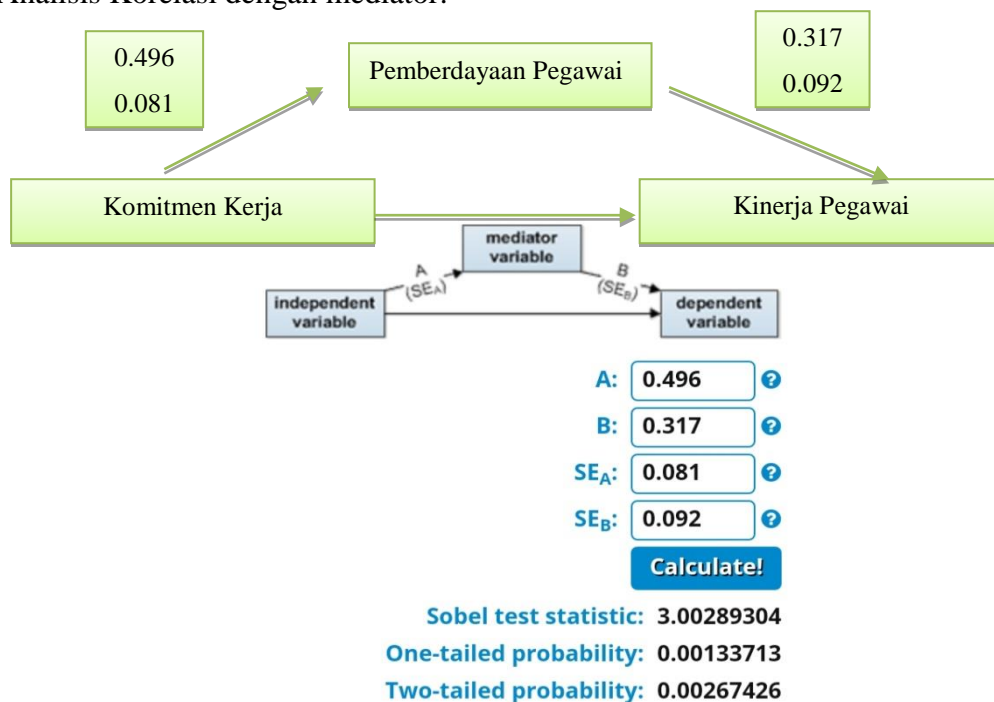 Analisis Korelasi dengan mediator:
0.496
0.081
Pemberdayaan Pegawai
0.317
0.092
Komitmen Kerja
Kinerja Pegawai
mediator
variable
A
(SEA)
B
(SEB)
independent
variable
dependent
variable
A: 0.496 ?
B: 0.317 ?
SEA: 0.081 ?
SEB: 0.092 ?
Calculate!
Sobel test statistic: 3.00289304
One-tailed probability: 0.00133713
Two-tailed probability: 0.00267426